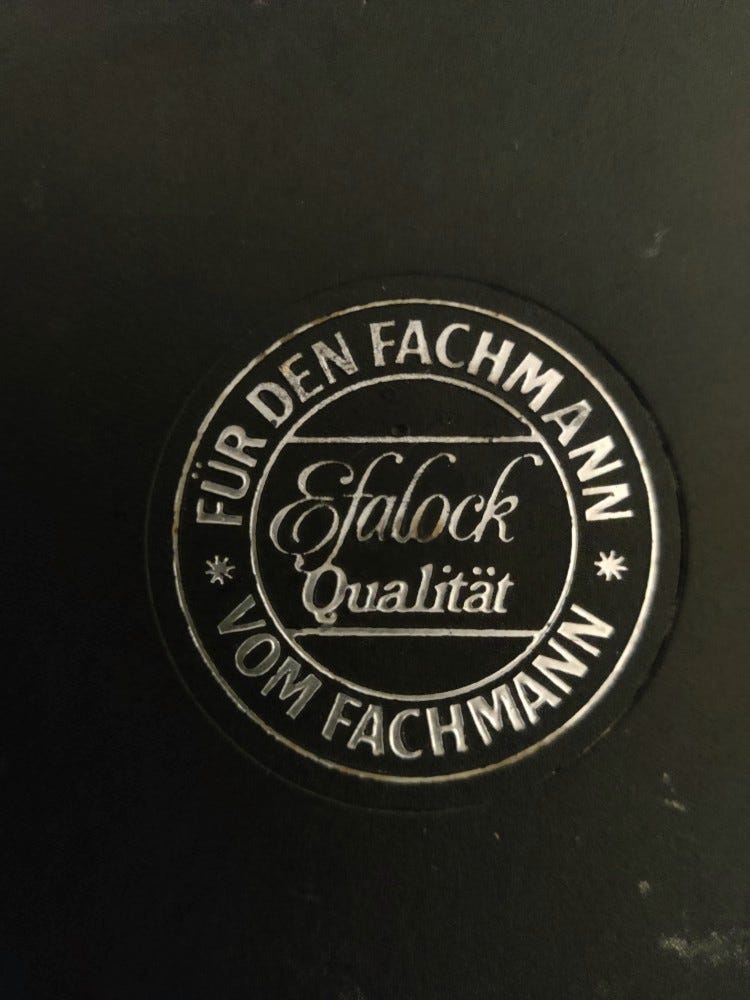 FÜR DEN FACHMANN
Efalock
Qualität
* VOM FACHMANN *